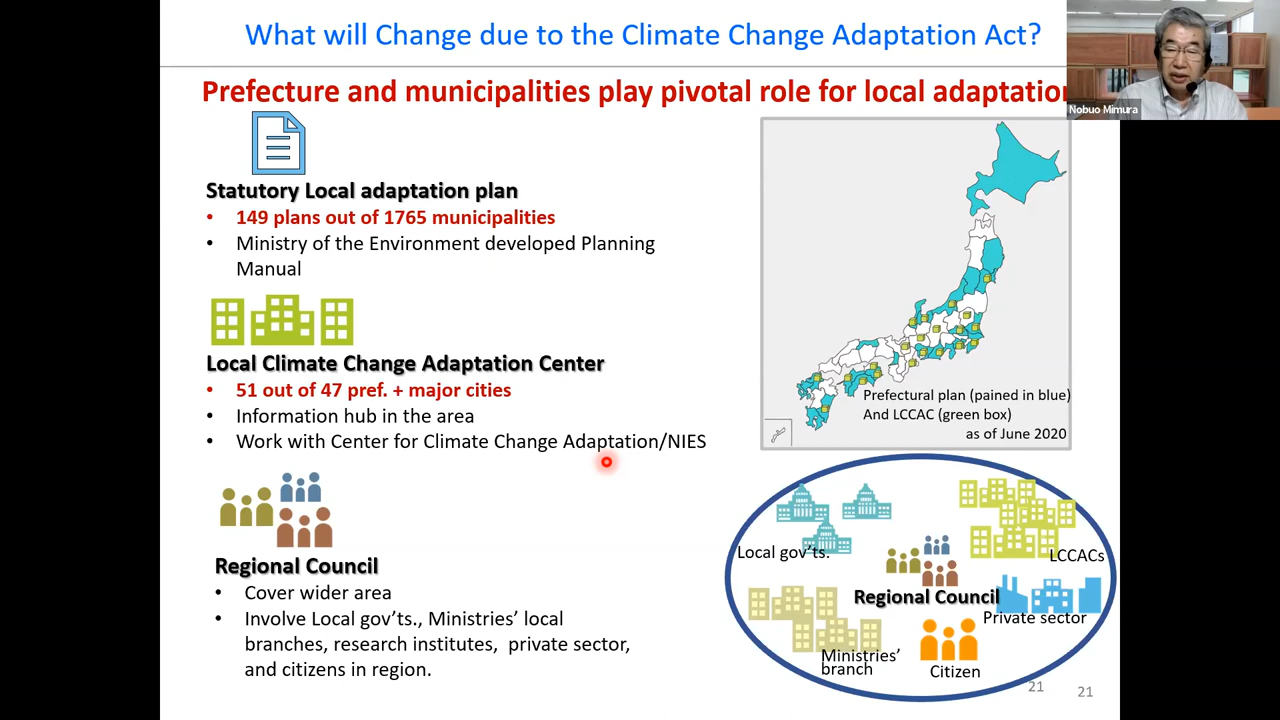 What will Change due to the Climate Change Adaptation Act?
Prefecture and municipalities play pivotal role for local adaptation
Nobuo Mimura
Statutory Local adaptation plan
• 149 plans out of 1765 municipalities
• Ministry of the Environment developed Planning
Manual
Local Climate Change Adaptation Center
• 51 out of 47 pref. + major cities
• Information hub in the area
• Work with Center for Climate Change Adaptation/NIES
Regional Council
• Cover wider area
• Involve Local gov'ts., Ministries' local
branches, research institutes, private sector,
and citizens in region.
Prefectural plan (pained in blue)
And LCCAC (green box)
as of June 2020
Local gov'ts.
LCCACs
Regional Council
Private sector
Ministries'
branch
Citizen
21
21